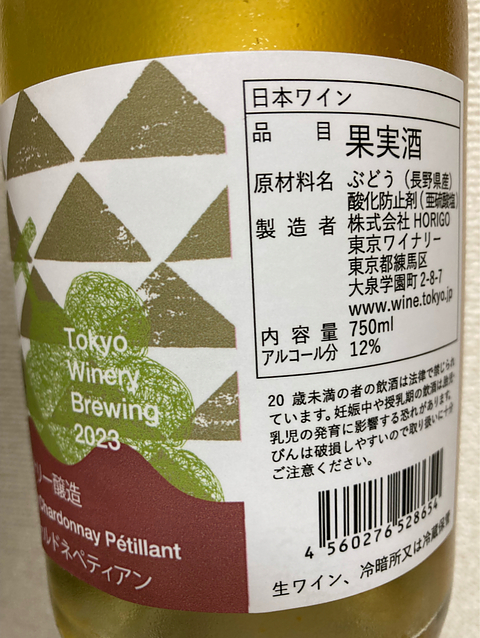 Tokyo
Winery
Brewing
2023
リー醸造
Chardonnay Pétillant
ルドネペティアン
日本ワイン
品 目 果実酒
原材料名 ぶどう（長野県産）
酸化防止剤（亜硫酸塩）
製造者 株式会社 HORIGO
東京ワイナリー
東京都練馬区
大泉学園町2-8-7
www.wine.tokyo.jp
内容量 750ml
アルコール分 12%
20 歳未満の者の飲酒は法律で禁じられ
ています。妊娠中や授乳期の飲酒は胎児・
乳児の発育に影響する恐れがあります。
びんは破損しやすいので取り扱いに十分
ご注意ください。
4 560276 528654
生ワイン、冷暗所又は冷蔵保管